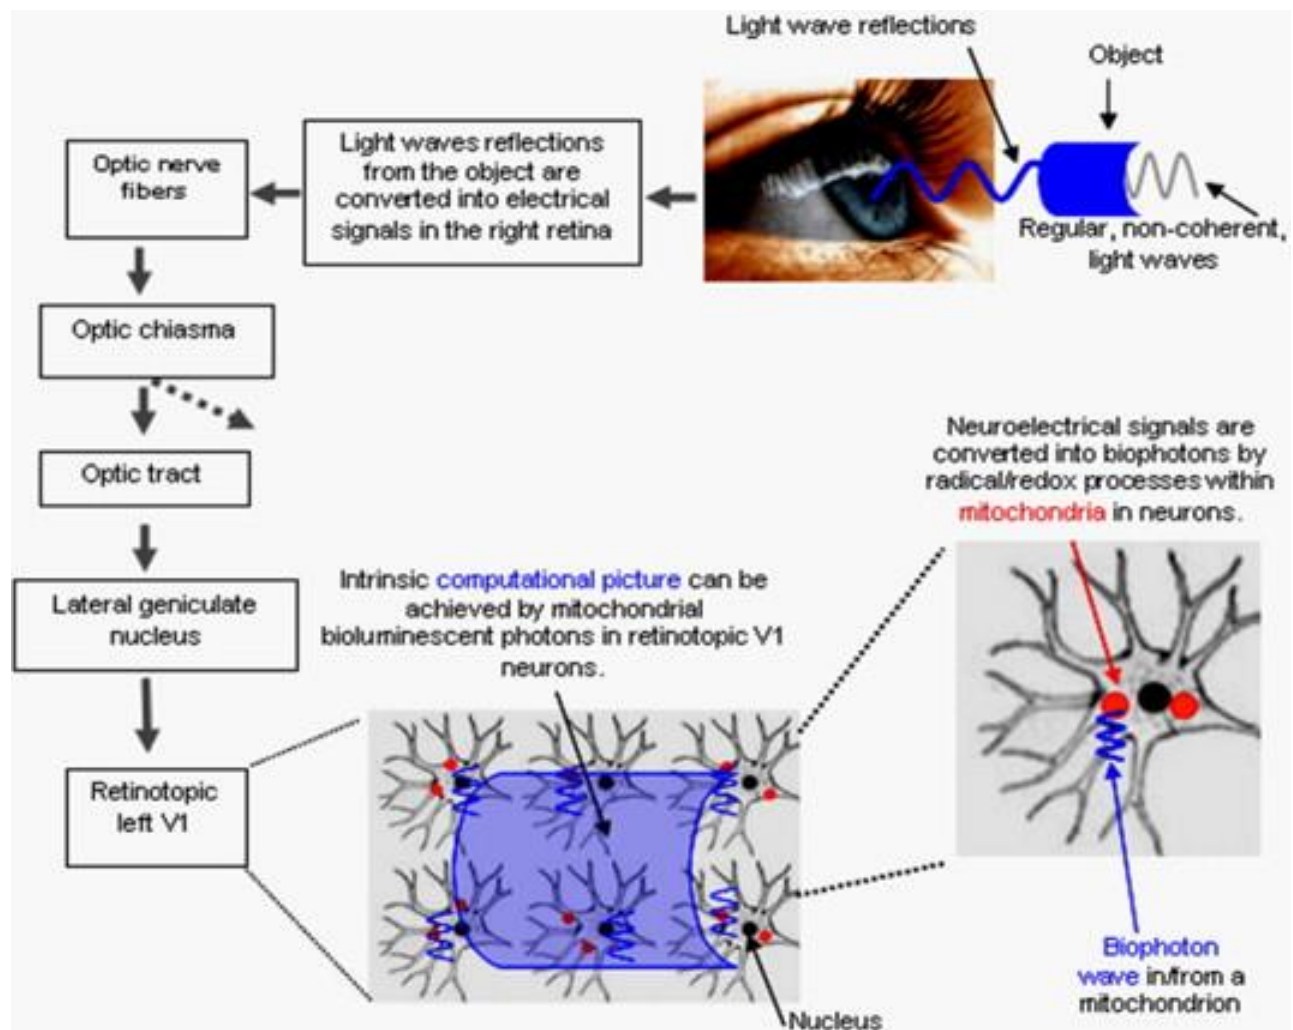 Light wave reflections
Object
Light waves reflections
from the object are
converted into electrical
signals in the right retina
Optic nerve
fibers
Regular, non-coherent,
light waves
Optic chiasma
Optic tract
Lateral geniculate
nucleus
Retinotopic
left V1
Intrinsic computational picture can be
achieved by mitochondrial
bioluminescent photons in retinotopic V1
neurons.
Neuroelectrical signals are
converted into biophotons by
radical/redox processes within
mitochondria in neurons.
Biophoton
wave in/from a
mitochondrion
Nucleus